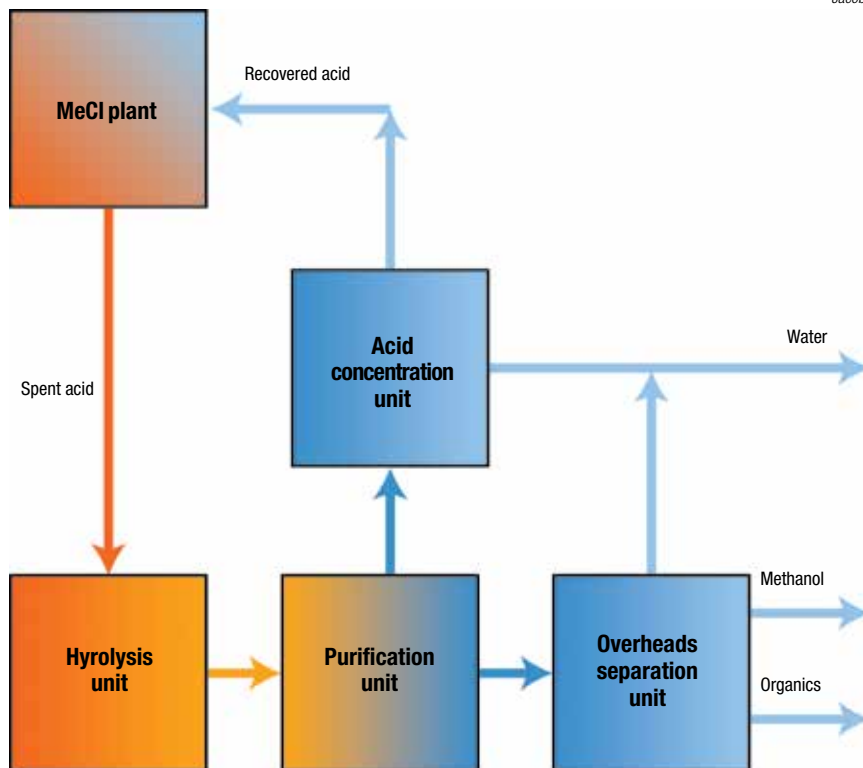 Recovered acid
MeCl plant
Acid
concentration
unit
Water
Spent acid
Methanol
Hyrolysis
unit
Purification
unit
Overheads
separation
unit
Organics